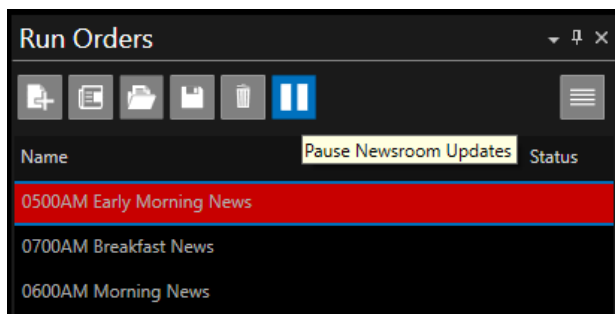 Run Orders
Pause Newsroom Updates
Name
Status
0500AM Early Morning News
0700AM Breakfast News
0600AM Morning News